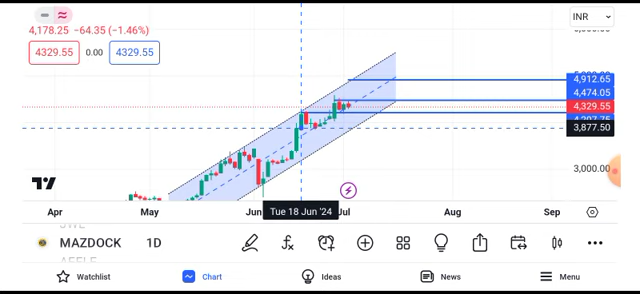 INR
4,178.25 −64.35 (−1.46%)
4329.55 0.00 4329.55
4,912.65
4,474.05
4329.55
3,877.50
3,000.00
Apr May Jun Tue 18 Jun '24 Jul Aug Sep
MAZDOCK 1D
Watchlist Chart Ideas News Menu